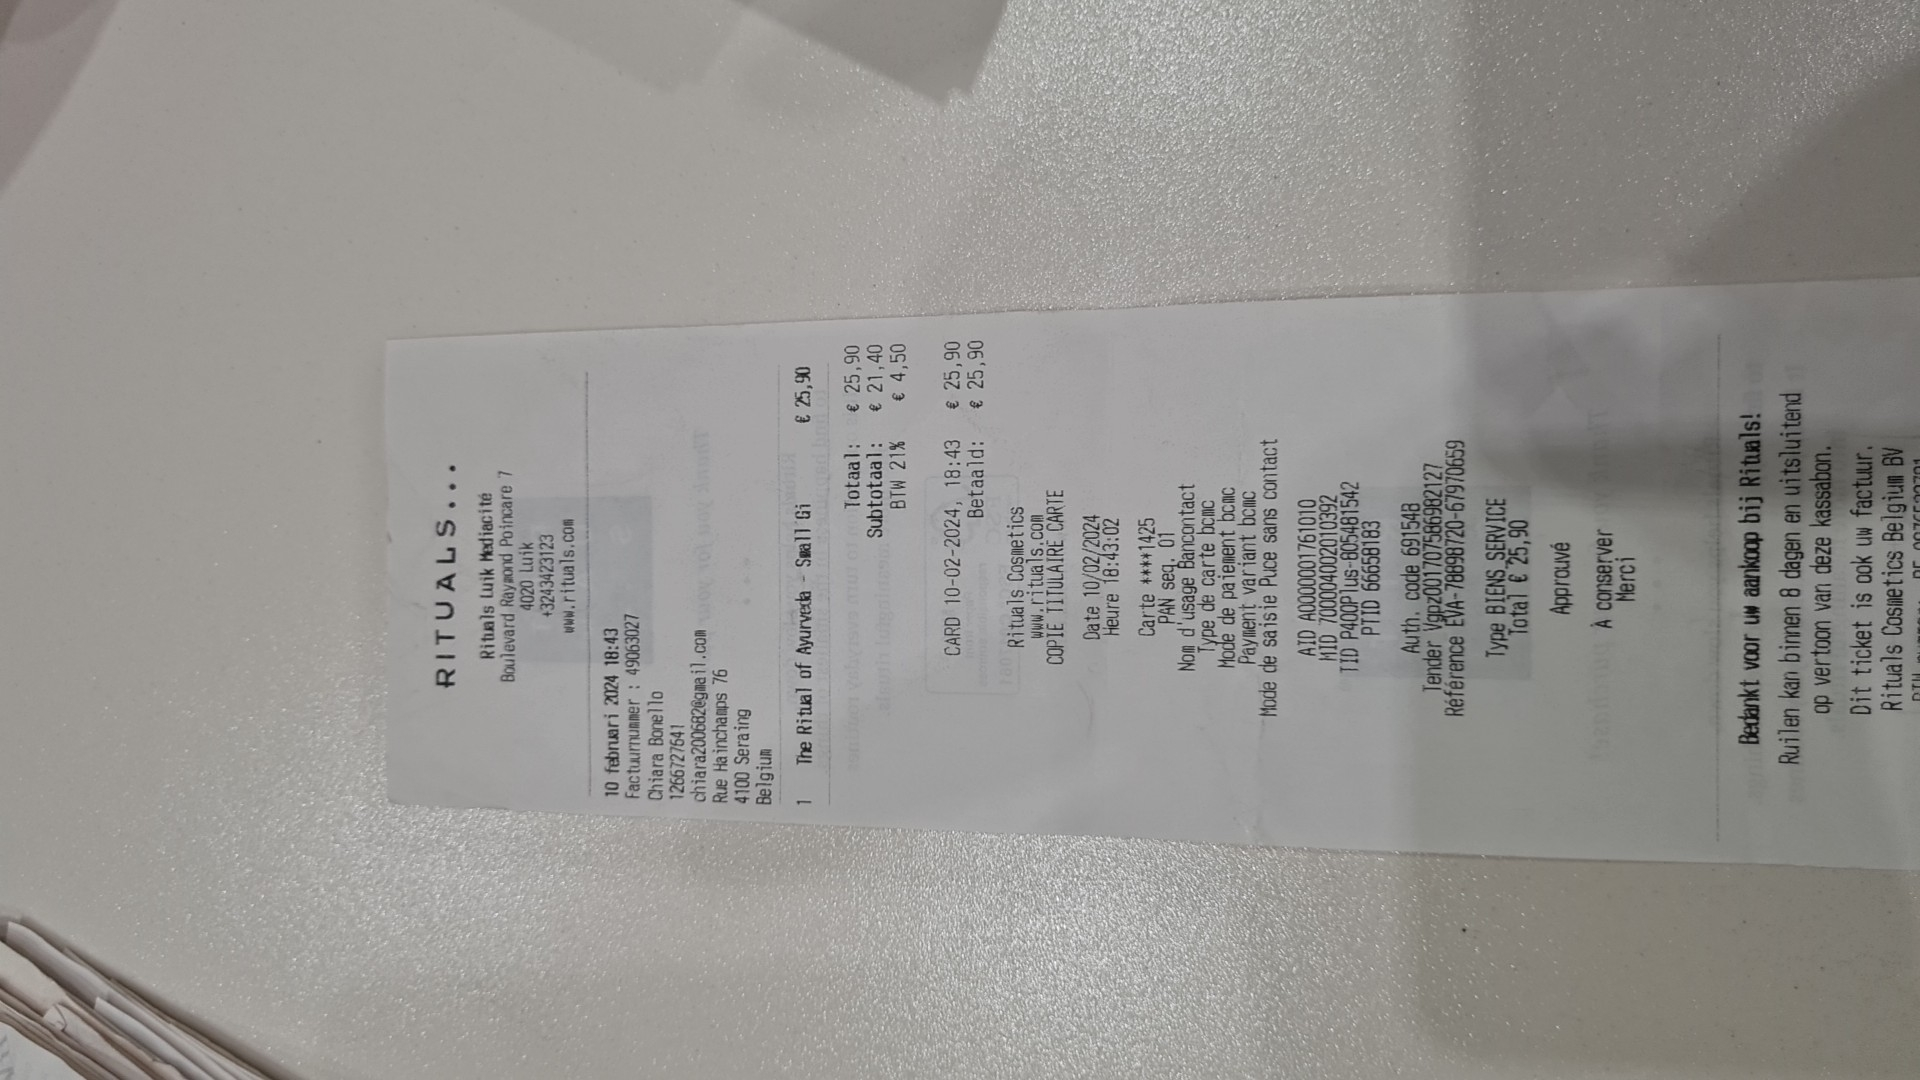 RITUALS...
Rituals Luik Mediacité
Boulevard Raymond Poincare 7
4020 Luik
+3243423123
www.rituals.com
10 februari 2024 18:43
Factuurnummer : 49063027
Chiara Bonello
1266727641
chiara200682@gmail.com
Rue Hainchamps 76
4100 Seraing
Belgium
1 The Ritual of Ayurveda - Small Gi € 25,90
Totaal: € 25,90
Subtotaal: € 21,40
BTW 21% € 4,50
CARD 10-02-2024, 18:43 € 25,90
Betaald: € 25,90
Rituals Cosmetics
www.rituals.com
COPIE TITULAIRE CARTE
Date 10/02/2024
Heure 18:43:02
Carte ****1425
PAN seq. 01
Nom d'usage Bancontact
Type de carte bcmc
Mode de paiement bcmc
Payment variant bcmc
Mode de saisie Puce sans contact
AID A0000001761010
MID 700004002010392
TID P400Plus-805481542
PTID 66658183
Auth. code 691548
Tender Vgpz001707586982127
Référence EVA-78898720-67970659
Type BIENS SERVICE
Total € 25,90
Approuvé
À conserver
Merci
Bedankt voor uw aankoop bij Rituals!
Ruilen kan binnen 8 dagen en uitsluitend
op vertoon van deze kassabon.
Dit ticket is ook uw factuur.
Rituals Cosmetics Belgium BV